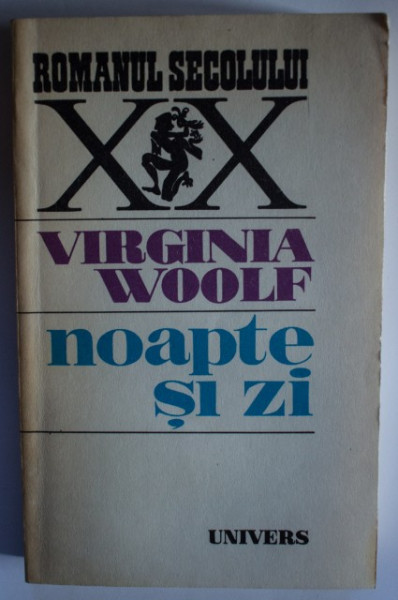 ROMANUL SECOLULUI
XX
VIRGINIA
WOOLF
noapte
și zi
UNIVERS